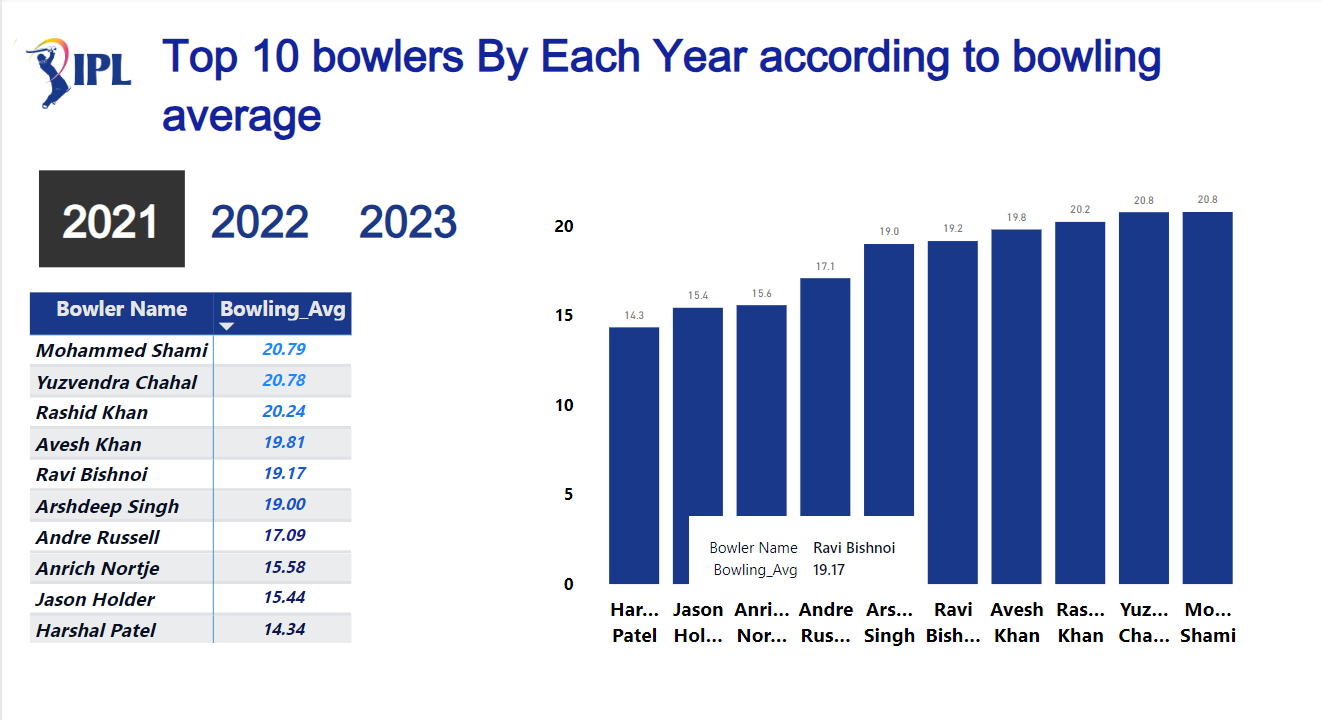 IPL
Top 10 bowlers By Each Year according to bowling
average
2021 2022 2023
Bowler Name Bowling_Avg
Mohammed Shami 20.79
Yuzvendra Chahal 20.78
Rashid Khan 20.24
Avesh Khan 19.81
Ravi Bishnoi 19.17
Arshdeep Singh 19.00
Andre Russell 17.09
Anrich Nortje 15.58
Jason Holder 15.44
Harshal Patel 14.34
20
15
10
5
0
14.3 15.4 15.6 17.1 19.0 19.2 19.8 20.2 20.8 20.8
Bowler Name Ravi Bishnoi
Bowling_Avg 19.17
Har... Jason Anri... Andre Ars... Ravi Avesh Ras... Yuz... Mo...
Patel Hol... Nor... Rus... Singh Bish... Khan Khan Cha... Shami